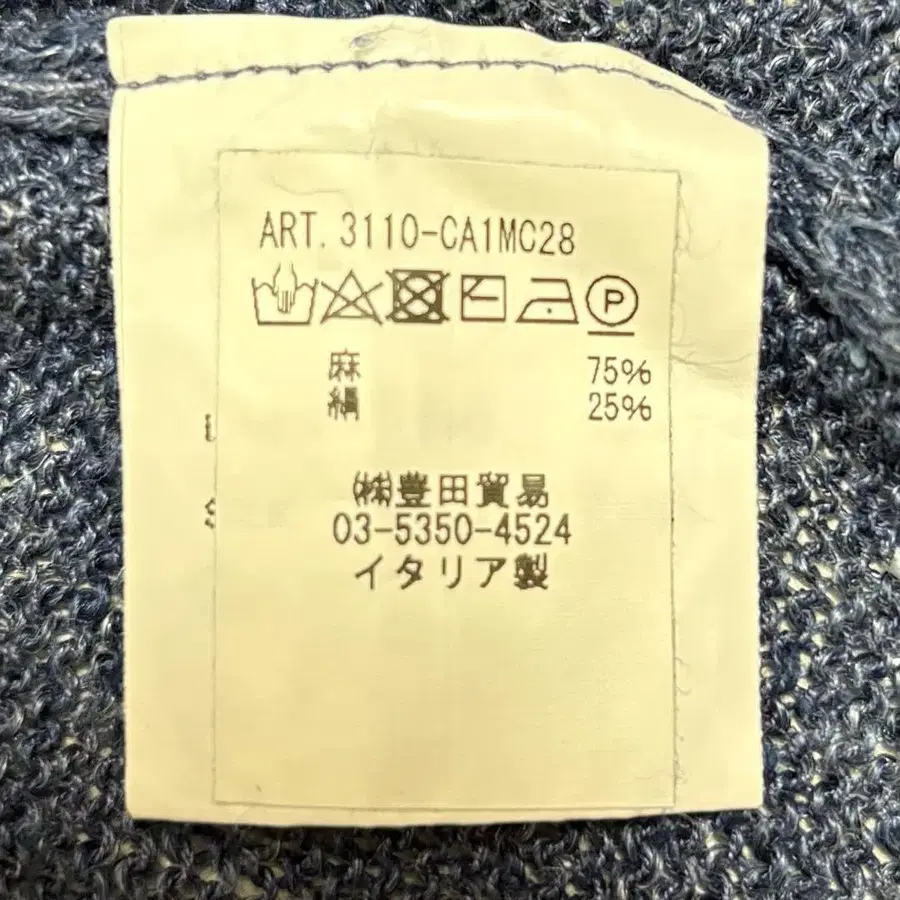 ART. 3110-CA1MC28
P
麻 75%
絹 25%
㈱豊田貿易
03-5350-4524
イタリア製